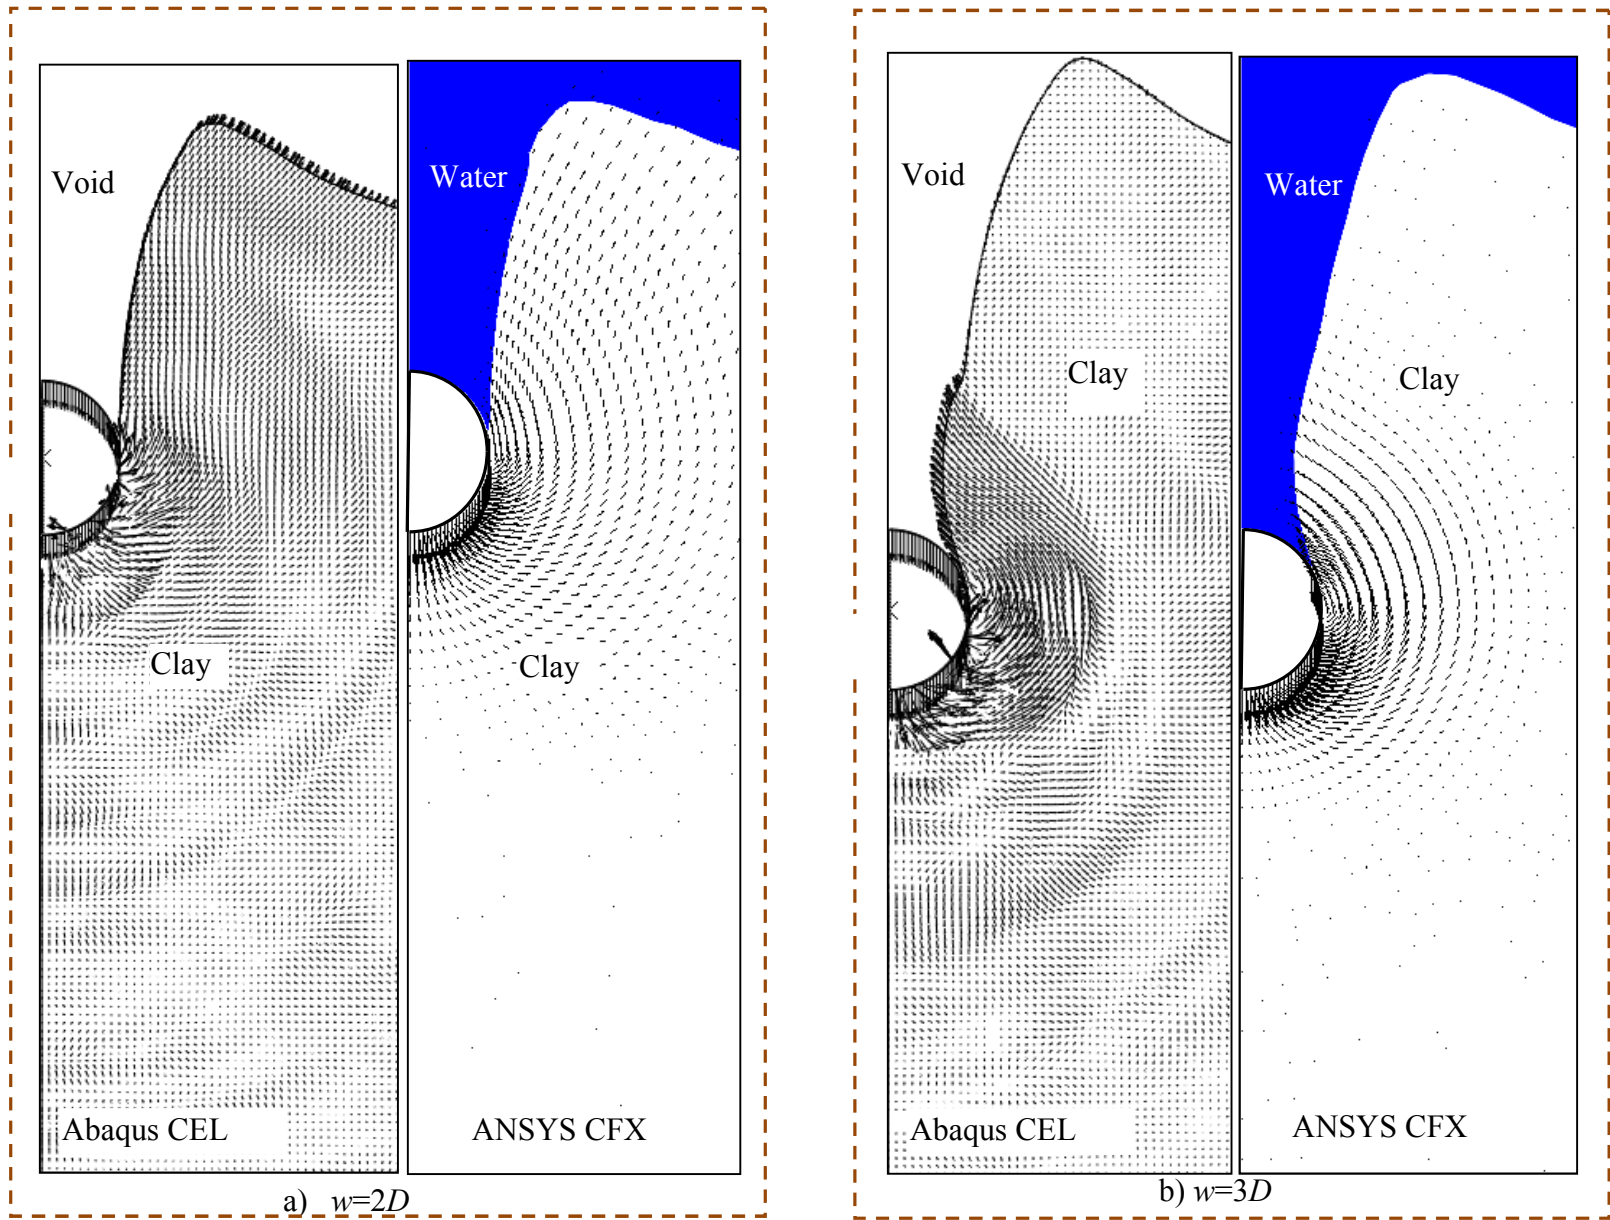 Void
Water
Clay
Clay
Abaqus CEL
ANSYS CFX
a) w=2D
Void
Water
Clay
Clay
Abaqus CEL
ANSYS CFX
b) w=3D